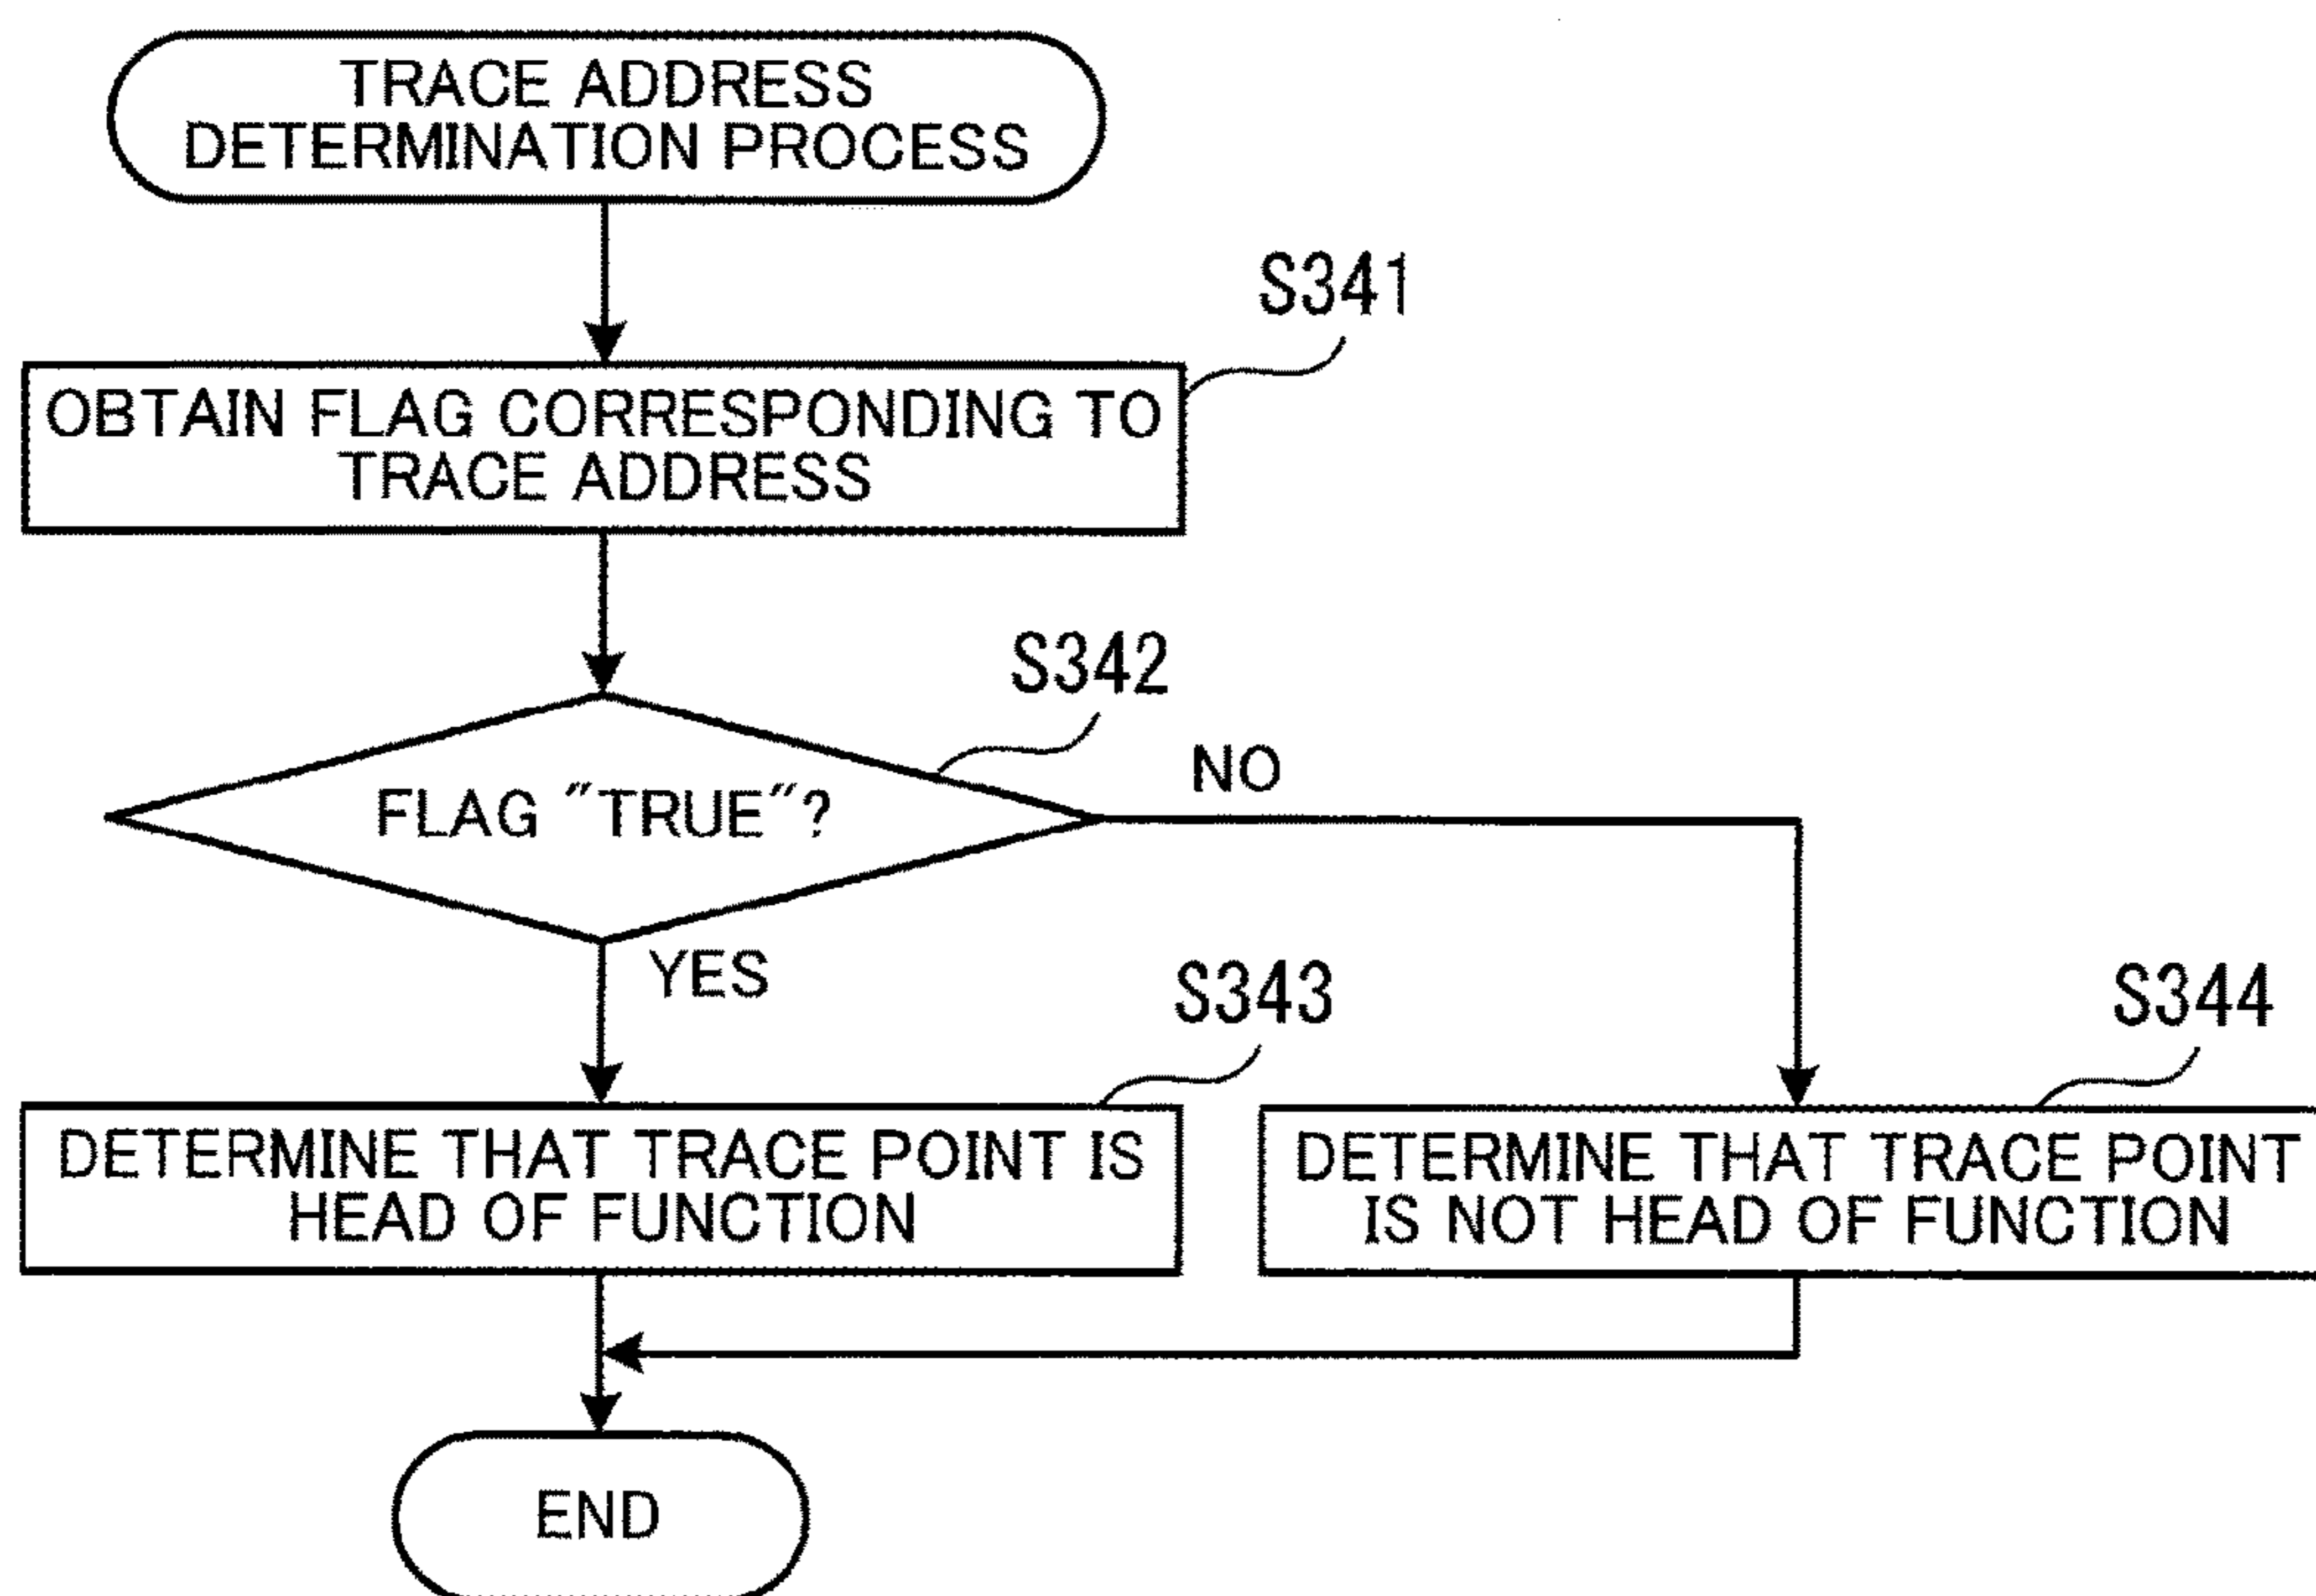 TRACE ADDRESS
DETERMINATION PROCESS
S341
OBTAIN FLAG CORRESPONDING TO
TRACE ADDRESS
S342
FLAG "TRUE"?
NO
YES
S343
DETERMINE THAT TRACE POINT IS
HEAD OF FUNCTION
S344
DETERMINE THAT TRACE POINT
IS NOT HEAD OF FUNCTION
END